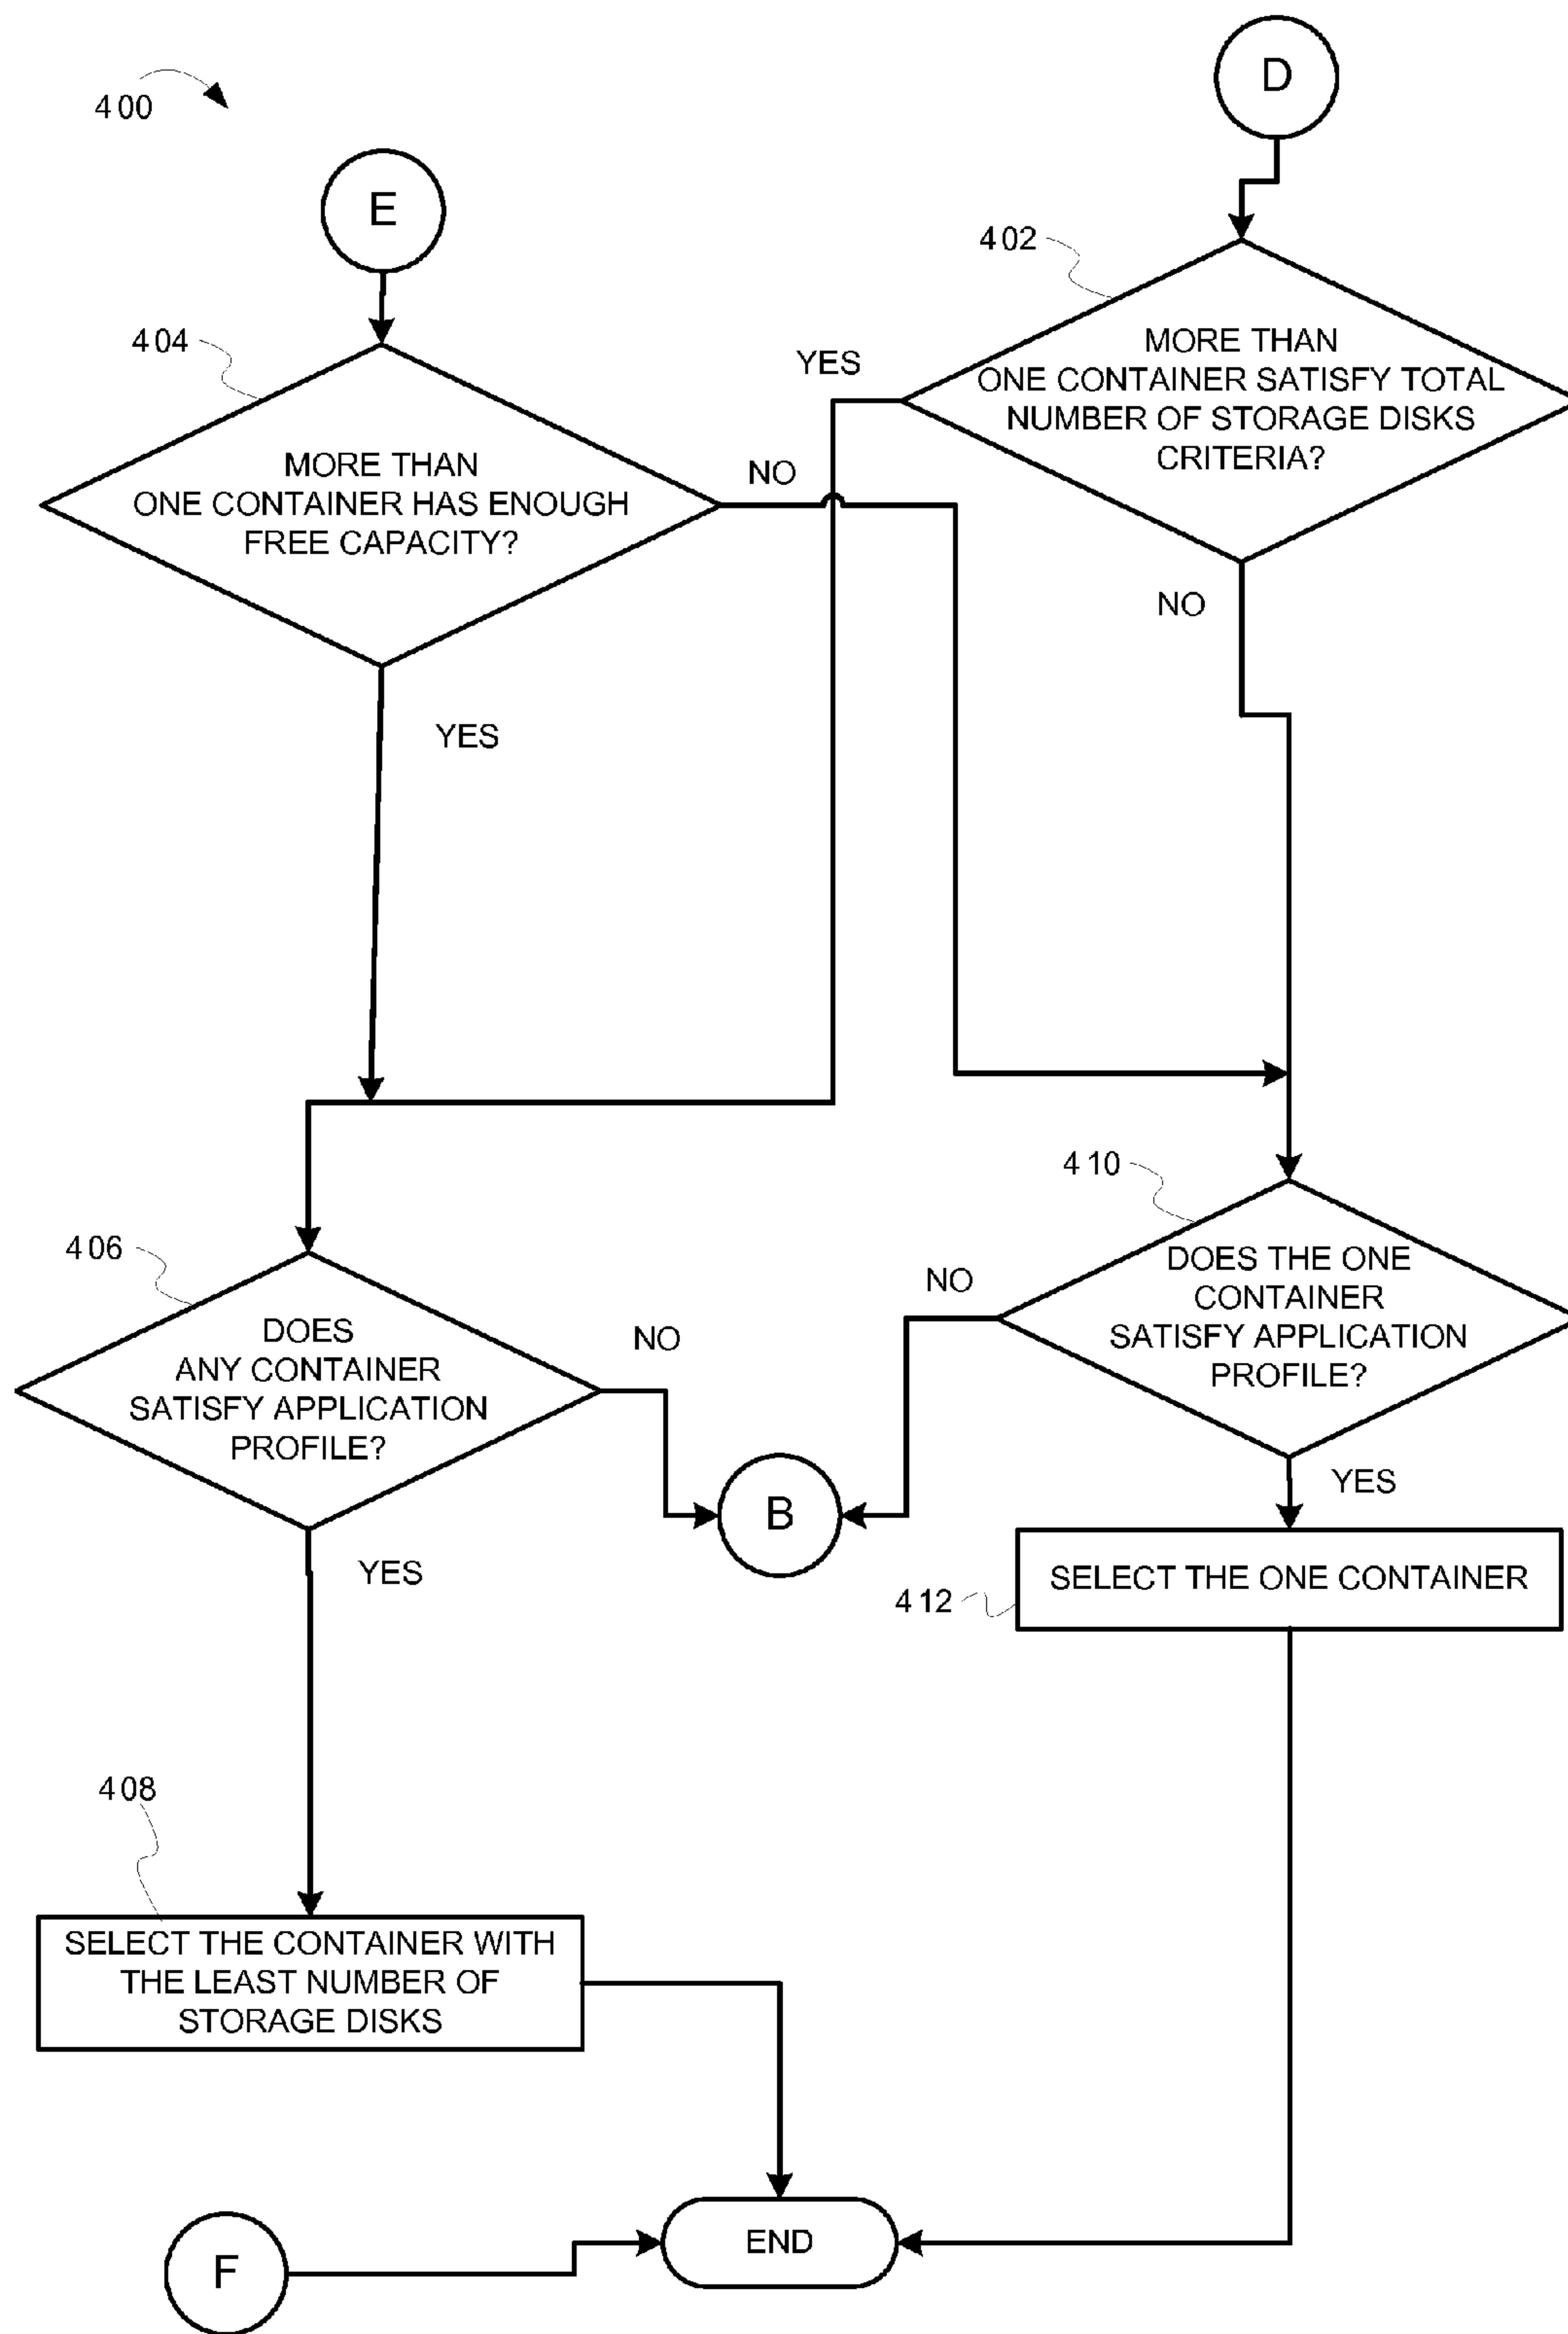 D
400
E
402
404
YES
MORE THAN
ONE CONTAINER SATISFY TOTAL
NUMBER OF STORAGE DISKS
CRITERIA?
MORE THAN
ONE CONTAINER HAS ENOUGH
FREE CAPACITY?
NO
NO
YES
410
406
DOES THE ONE
CONTAINER
SATISFY APPLICATION
PROFILE?
NO
DOES
ANY CONTAINER
SATISFY APPLICATION
PROFILE?
NO
B
YES
YES
SELECT THE ONE CONTAINER
412
408
SELECT THE CONTAINER WITH
THE LEAST NUMBER OF
STORAGE DISKS
END
F